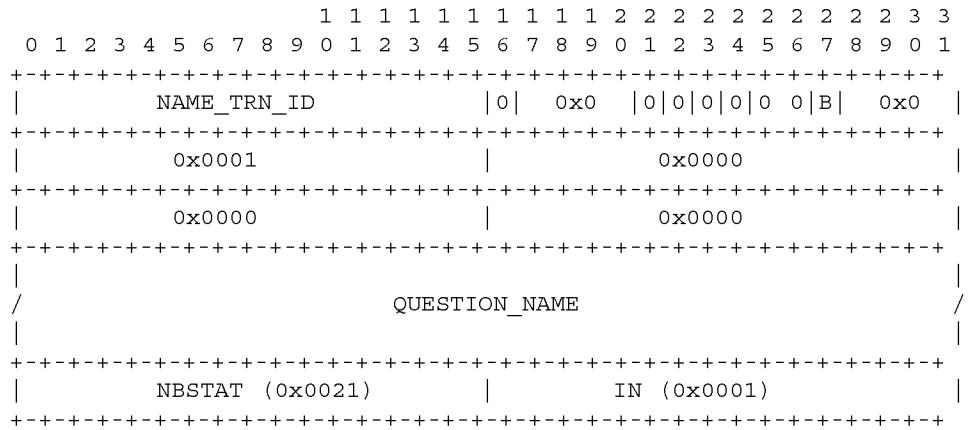 1 1 1 1 1 1 1 1 1 1 2 2 2 2 2 2 2 2 2 2 3 3
 0 1 2 3 4 5 6 7 8 9 0 1 2 3 4 5 6 7 8 9 0 1 2 3 4 5 6 7 8 9 0 1
+-+-+-+-+-+-+-+-+-+-+-+-+-+-+-+-+-+-+-+-+-+-+-+-+-+-+-+-+-+-+-+-+
|         NAME_TRN_ID           |0|  0x0  |0|0|0|0|0 0|B|  0x0  |
+-+-+-+-+-+-+-+-+-+-+-+-+-+-+-+-+-+-+-+-+-+-+-+-+-+-+-+-+-+-+-+-+
|          0x0001               |           0x0000              |
+-+-+-+-+-+-+-+-+-+-+-+-+-+-+-+-+-+-+-+-+-+-+-+-+-+-+-+-+-+-+-+-+
|          0x0000               |           0x0000              |
+-+-+-+-+-+-+-+-+-+-+-+-+-+-+-+-+-+-+-+-+-+-+-+-+-+-+-+-+-+-+-+-+
|                                                               |
/                         QUESTION_NAME                         /
|                                                               |
+-+-+-+-+-+-+-+-+-+-+-+-+-+-+-+-+-+-+-+-+-+-+-+-+-+-+-+-+-+-+-+-+
|         NBSTAT (0x0021)       |        IN (0x0001)            |
+-+-+-+-+-+-+-+-+-+-+-+-+-+-+-+-+-+-+-+-+-+-+-+-+-+-+-+-+-+-+-+-+